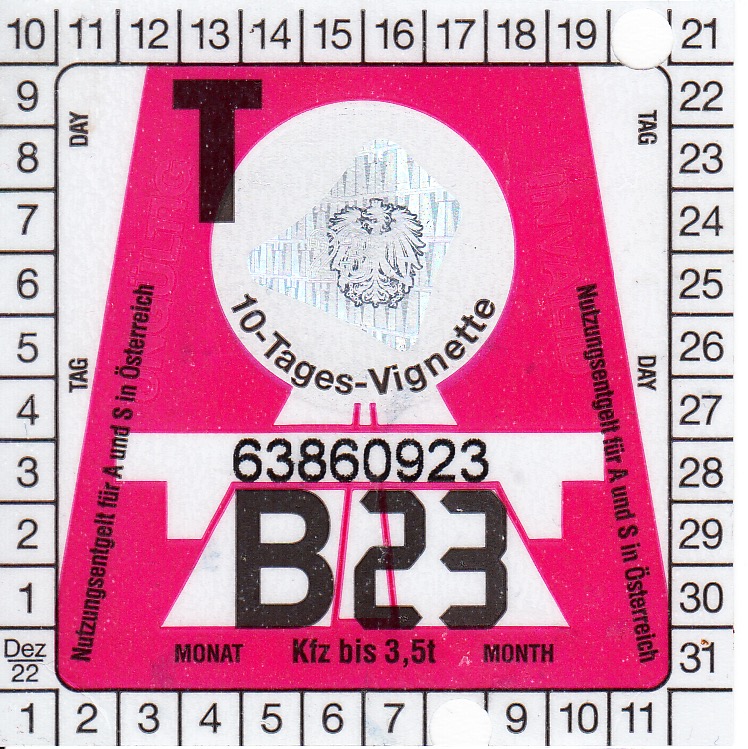 10 11 12 13 14 15 16 17 18 19 21
9 22
8 23
7 24
6 25
5 26
4 27
3 28
2 29
1 30
Dez
22
31
1 2 3 4 5 6 7 9 10 11
T
DAY
TAG
UNGÜLTIG
10-Tages-Vignette
TAG
DAY
Nutzungsentgelt für A und S in Österreich
Nutzungsentgelt für A und S in Österreich
63860923
B23
MONAT Kfz bis 3,5t MONTH